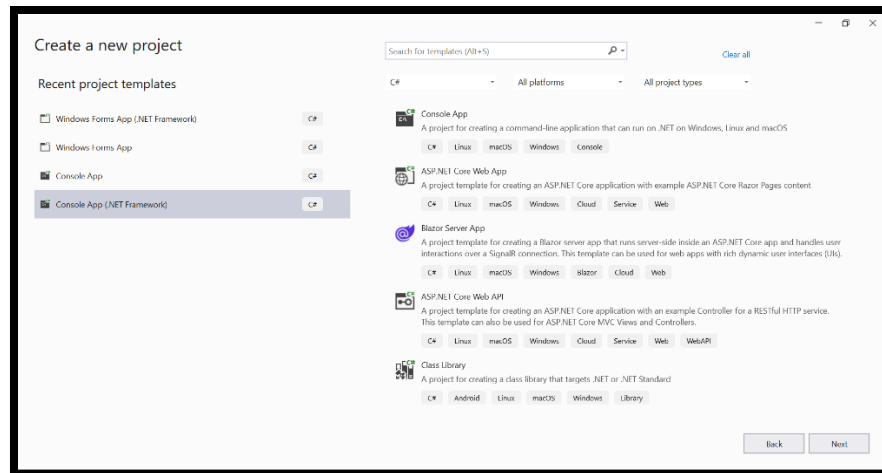 Create a new project
Recent project templates
Windows Forms App (.NET Framework) C#
Windows Forms App C#
Console App C#
Console App (.NET Framework) C#
Search for templates (Alt+S)
Clear all
C# All platforms All project types
Console App
A project for creating a command-line application that can run on .NET on Windows, Linux and macOS
C# Linux macOS Windows Console
ASP.NET Core Web App
A project template for creating an ASP.NET Core application with example ASP.NET Core Razor Pages content
C# Linux macOS Windows Cloud Service Web
Blazor Server App
A project template for creating a Blazor server app that runs server-side inside an ASP.NET Core app and handles user
interactions over a SignalR connection. This template can be used for web apps with rich dynamic user interfaces (UIs).
C# Linux macOS Windows Blazor Cloud Web
ASP.NET Core Web API
A project template for creating an ASP.NET Core application with an example Controller for a RESTful HTTP service.
This template can also be used for ASP.NET Core MVC Views and Controllers.
C# Linux macOS Windows Cloud Service Web WebAPI
Class Library
A project for creating a class library that targets .NET or .NET Standard
C# Android Linux macOS Windows Library
Back Next